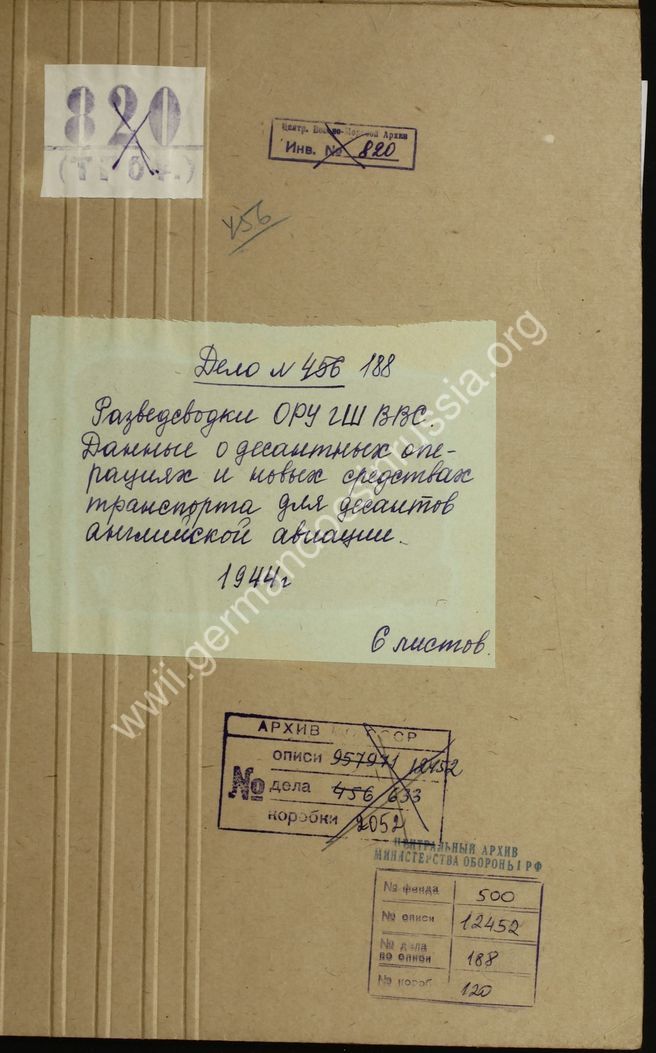 820
(ТРОФ.)
Центр. Военно-Морской Архив
Инв. № 820
456
Дело № 456 188
Разведсводки ОРУ ГШ ВВС.
Данные о десантных опе-
рациях и новых средствах
транспорта для десантов
английской авиации.
1944г
6 листов.
АРХИВ СССР
№
описи 957971 12452
дела 456 633
коробки 2052
ЦЕНТРАЛЬНЫЙ АРХИВ
МИНИСТЕРСТВА ОБОРОНЫ РФ
№ фонда 500
№ описи 12452
№ дела
по описи 188
№ короб 120
wwii.germandocsinrussia.org